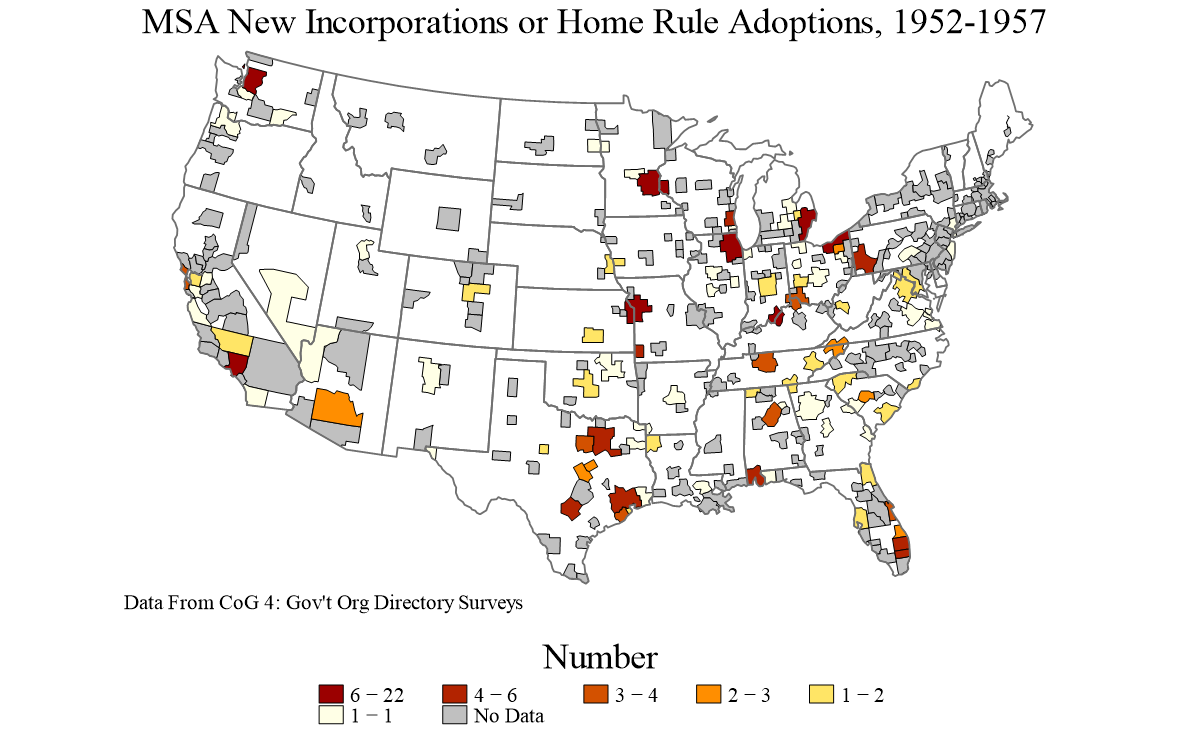 MSA New Incorporations or Home Rule Adoptions, 1952-1957
Data From CoG 4: Gov't Org Directory Surveys
Number
6 − 22 4 − 6 3 − 4 2 − 3 1 − 2
1 − 1 No Data